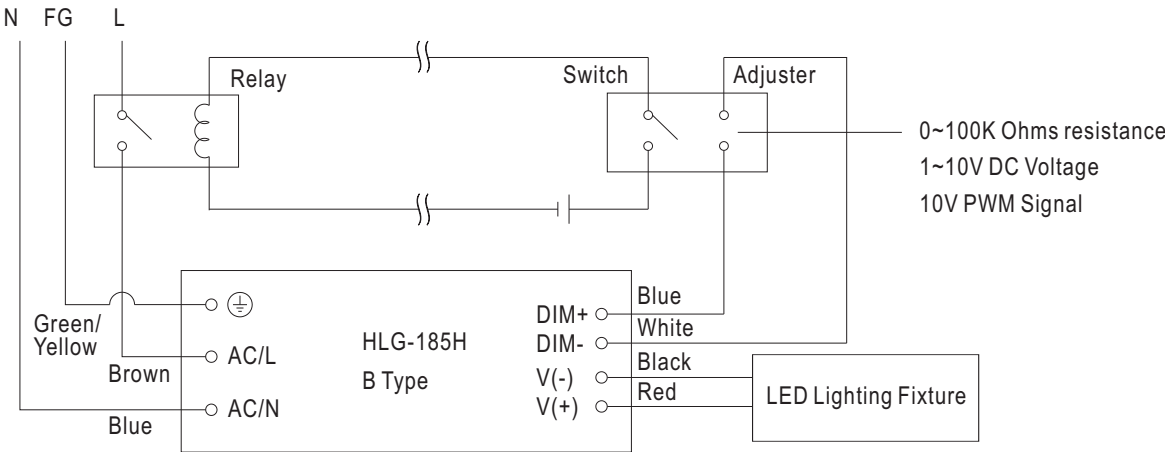 N FG L
Relay
Switch
Adjuster
0~100K Ohms resistance
1~10V DC Voltage
10V PWM Signal
Green/
Yellow
Brown
Blue
AC/L
AC/N
HLG-185H
B Type
DIM+
DIM-
V(-)
V(+)
Blue
White
Black
Red
LED Lighting Fixture